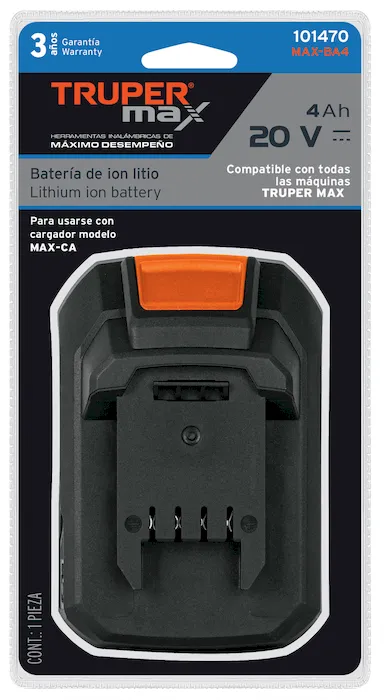 3 años
Garantía
Warranty
101470
MAX-BA4
TRUPER®
max
HERRAMIENTAS INALÁMBRICAS DE
MÁXIMO DESEMPEÑO
4 Ah
20 V
Batería de ion litio
Lithium ion battery
Compatible con todas
las máquinas
TRUPER MAX
Para usarse con
cargador modelo
MAX-CA
CONT.: 1 PIEZA